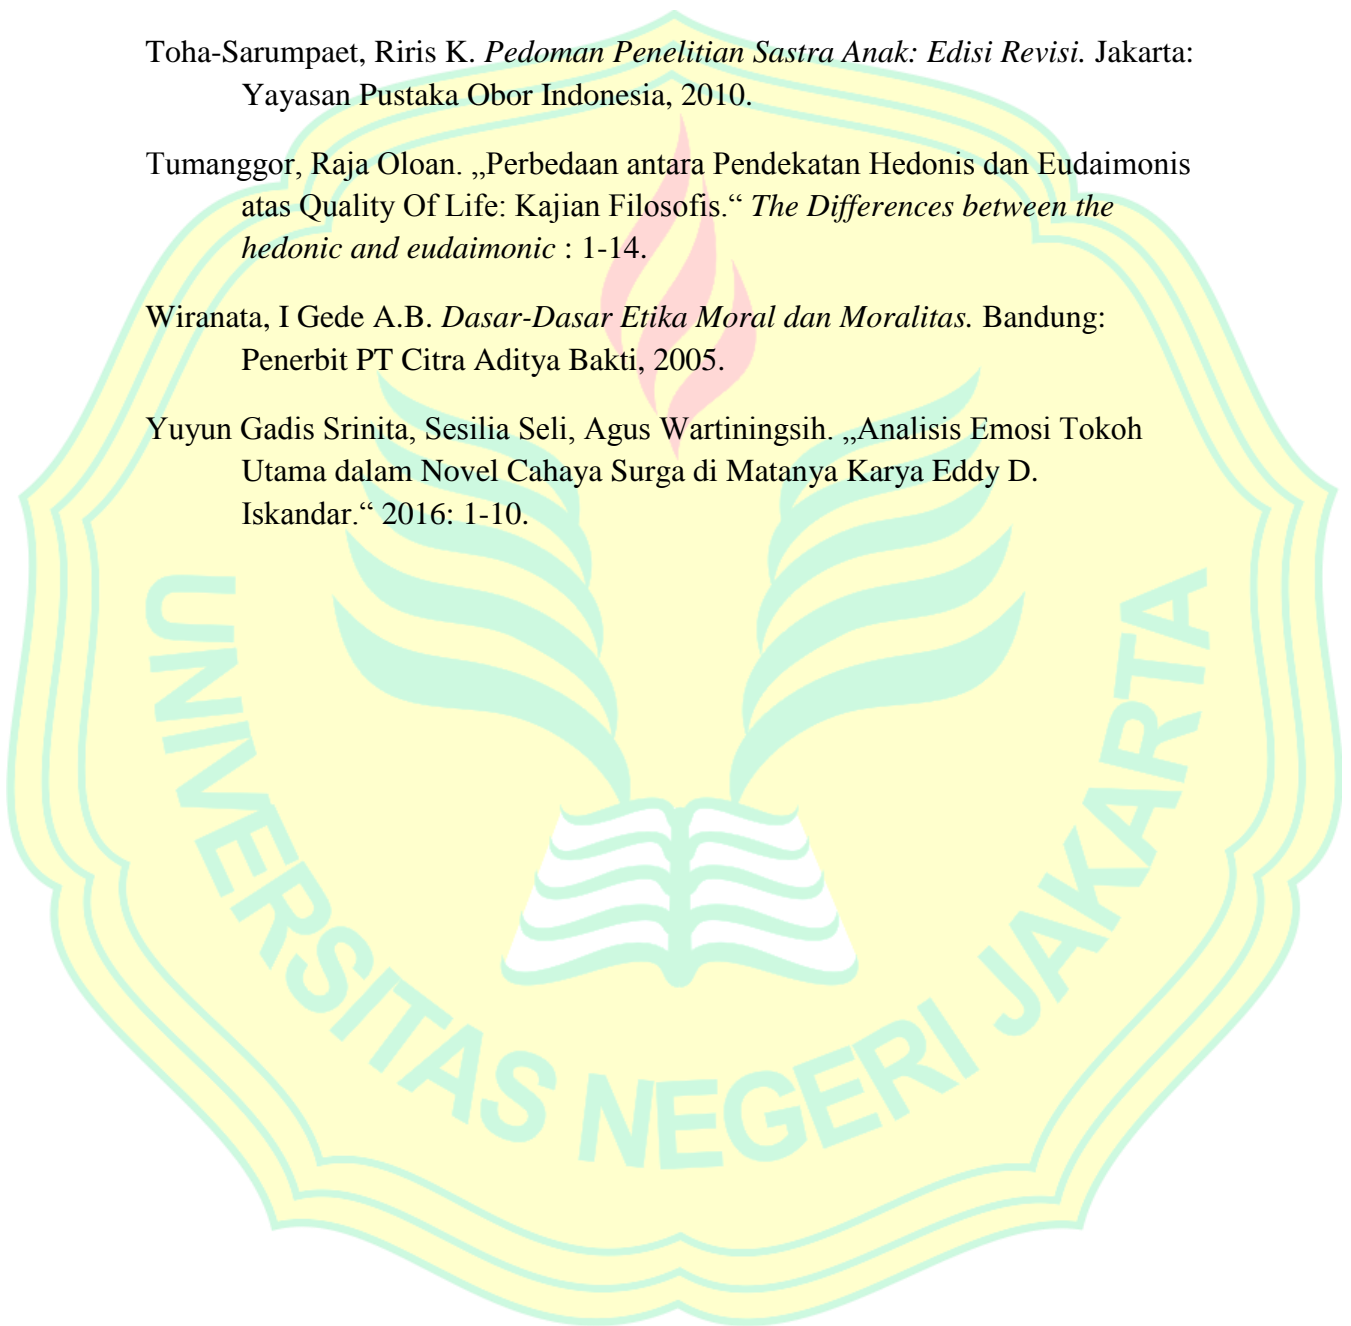 Toha-Sarumpaet, Riris K. Pedoman Penelitian Sastra Anak: Edisi Revisi. Jakarta:
Yayasan Pustaka Obor Indonesia, 2010.
Tumanggor, Raja Oloan. „Perbedaan antara Pendekatan Hedonis dan Eudaimonis
atas Quality Of Life: Kajian Filosofis.“ The Differences between the
hedonic and eudaimonic : 1-14.
Wiranata, I Gede A.B. Dasar-Dasar Etika Moral dan Moralitas. Bandung:
Penerbit PT Citra Aditya Bakti, 2005.
Yuyun Gadis Srinita, Sesilia Seli, Agus Wartiningsih. „Analisis Emosi Tokoh
Utama dalam Novel Cahaya Surga di Matanya Karya Eddy D.
Iskandar.“ 2016: 1-10.
UNIVERSITAS NEGERI JAKARTA